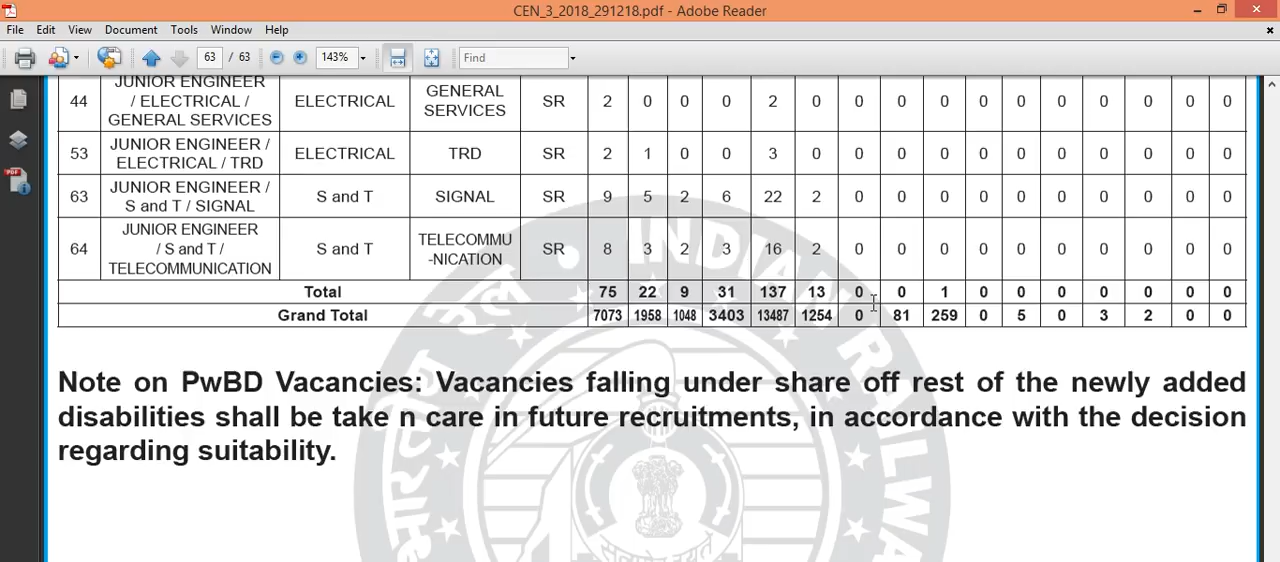 CEN_3_2018_291218.pdf - Adobe Reader
File Edit View Document Tools Window Help
63 / 63 143% Find
44 JUNIOR ENGINEER / ELECTRICAL / GENERAL SERVICES ELECTRICAL GENERAL SERVICES SR 2 0 0 0 2 0 0 0 0 0 0 0 0 0 0 0
53 JUNIOR ENGINEER / ELECTRICAL / TRD ELECTRICAL TRD SR 2 1 0 0 3 0 0 0 0 0 0 0 0 0 0 0
63 JUNIOR ENGINEER / S and T / SIGNAL S and T SIGNAL SR 9 5 2 6 22 2 0 0 0 0 0 0 0 0 0 0
64 JUNIOR ENGINEER / S and T / TELECOMMUNICATION S and T TELECOMMU -NICATION SR 8 3 2 3 16 2 0 0 0 0 0 0 0 0 0 0
Total 75 22 9 31 137 13 0 0 1 0 0 0 0 0 0 0
Grand Total 7073 1958 1048 3403 13487 1254 0 81 259 0 5 0 3 2 0 0
Note on PwBD Vacancies: Vacancies falling under share off rest of the newly added
disabilities shall be take n care in future recruitments, in accordance with the decision
regarding suitability.
INDIAN RAILWA